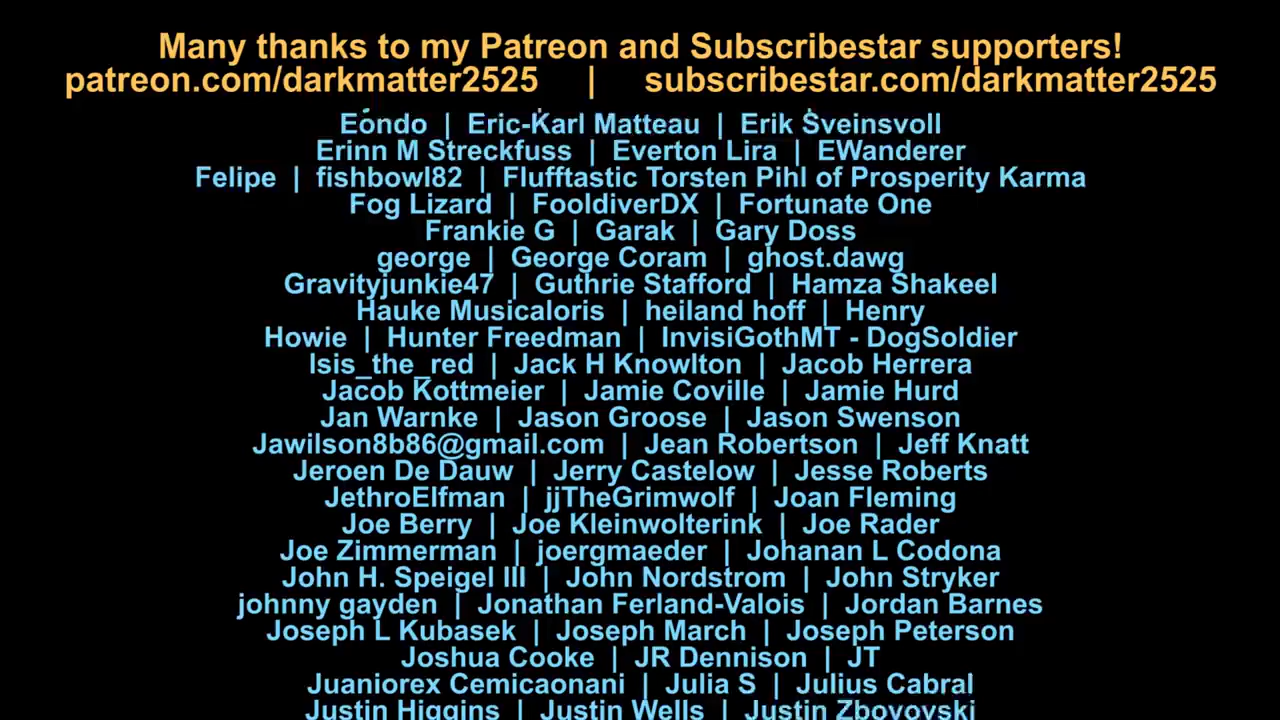 Many thanks to my Patreon and Subscribestar supporters!
patreon.com/darkmatter2525 | subscribestar.com/darkmatter2525
Eondo | Eric-Karl Matteau | Erik Sveinsvoll
Erinn M Streckfuss | Everton Lira | EWanderer
Felipe | fishbowl82 | Flufftastic Torsten Pihl of Prosperity Karma
Fog Lizard | FooldiverDX | Fortunate One
Frankie G | Garak | Gary Doss
george | George Coram | ghost.dawg
Gravityjunkie47 | Guthrie Stafford | Hamza Shakeel
Hauke Musicaloris | heiland hoff | Henry
Howie | Hunter Freedman | InvisiGothMT - DogSoldier
Isis_the_red | Jack H Knowlton | Jacob Herrera
Jacob Kottmeier | Jamie Coville | Jamie Hurd
Jan Warnke | Jason Groose | Jason Swenson
Jawilson8b86@gmail.com | Jean Robertson | Jeff Knatt
Jeroen De Dauw | Jerry Castelow | Jesse Roberts
JethroElfman | jjTheGrimwolf | Joan Fleming
Joe Berry | Joe Kleinwolterink | Joe Rader
Joe Zimmerman | joergmaeder | Johanan L Codona
John H. Speigel III | John Nordstrom | John Stryker
johnny gayden | Jonathan Ferland-Valois | Jordan Barnes
Joseph L Kubasek | Joseph March | Joseph Peterson
Joshua Cooke | JR Dennison | JT
Juaniorex Cemicaonani | Julia S | Julius Cabral
Justin Higgins | Justin Wells | Justin Zbovovski